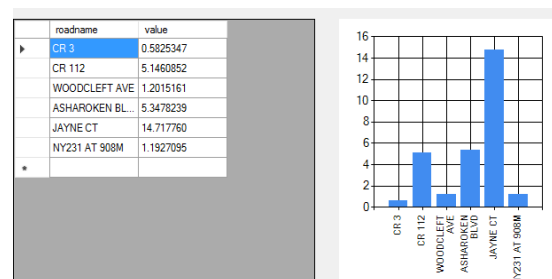 roadname value
CR 3 0.5825347
CR 112 5.1460852
WOODCLEFT AVE 1.2015161
ASHAROKEN BL... 5.3478239
JAYNE CT 14.717760
NY231 AT 908M 1.1927095
*
16
14
12
10
8
6
4
2
0
CR 3
CR 112
WOODCLEFT
AVE
ASHAROKEN
BLVD
JAYNE CT
NY231 AT 908M